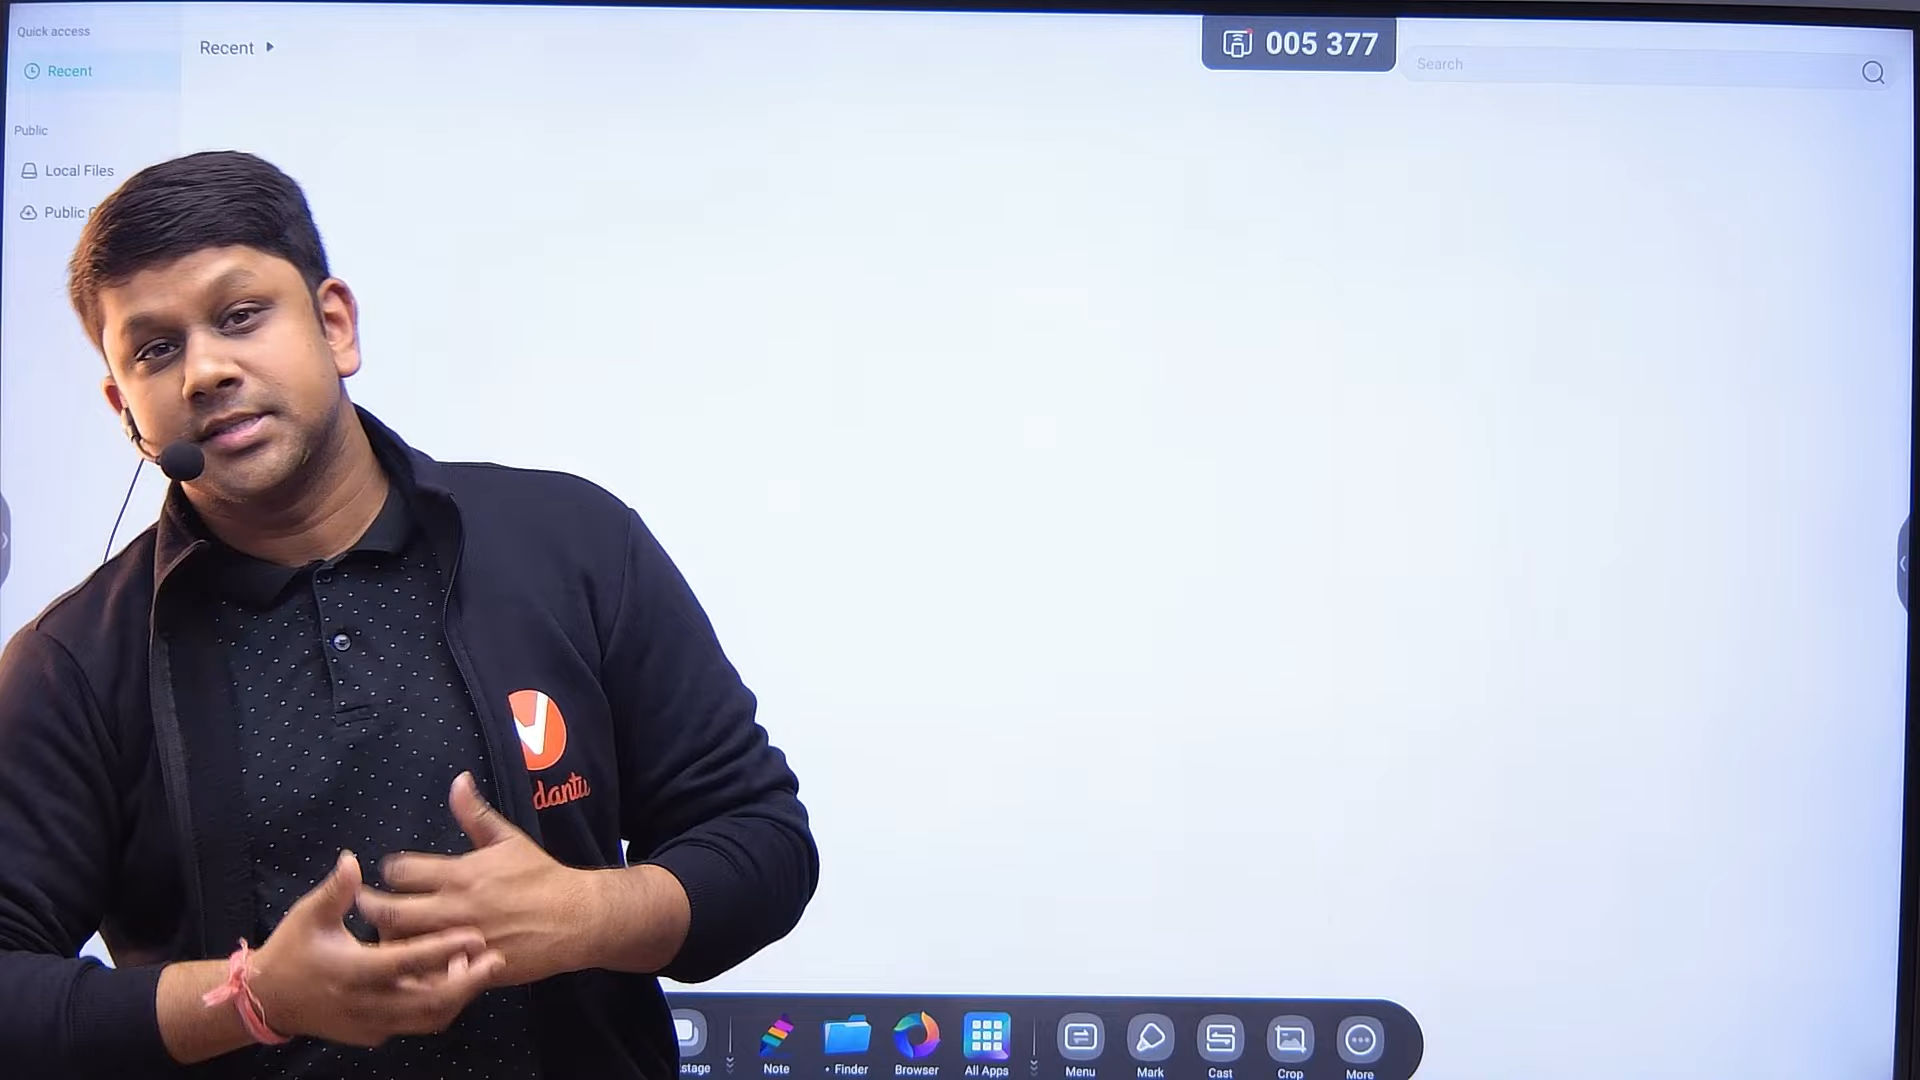 Quick access
Recent
Recent
005 377
Search
Public
Local Files
Public
dantu
stage
Note
• Finder
Browser
All Apps
Menu
Mark
Cast
Crop
More